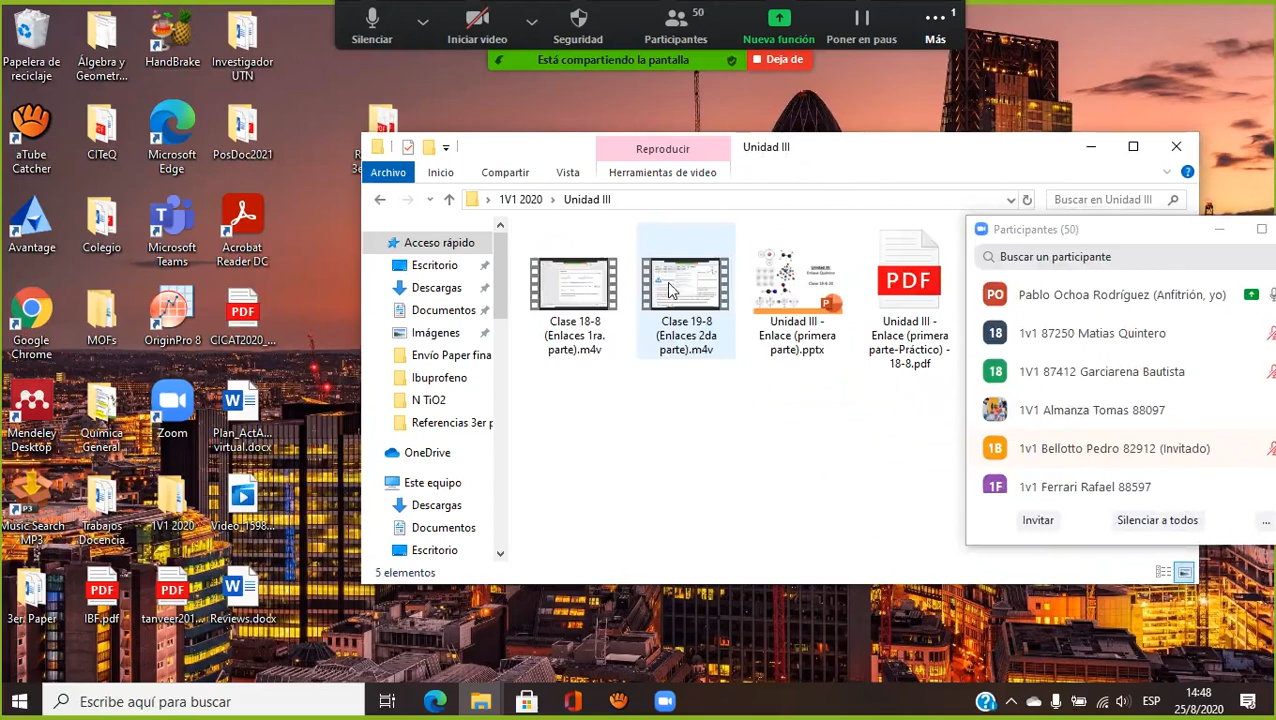 Silenciar
Iniciar video
Seguridad
50
Participantes
Nueva función
Poner en paus
1
Más
Está compartiendo la pantalla
Deja de
Papelera de
reciclaje
Álgebra y
Geometr...
HandBrake
Investigador
UTN
aTube
Catcher
CITeQ
Microsoft
Edge
PosDoc2021
Avantage
Colegio
Microsoft
Teams
Acrobat
Reader DC
Google
Chrome
MOFs
OriginPro 8
PDF
CICAT2020_...
Mendeley
Desktop
Química
General
Zoom
Plan_ActA...
virtual.docx
Music Search
MP3
Trabajos
Docencia
1V1 2020
Video_1598...
3er. Paper
PDF
IBF.pdf
PDF
tanveer201...
Reviews.docx
Reproducir
Unidad III
Archivo
Inicio
Compartir
Vista
Herramientas de video
1V1 2020
Unidad III
Buscar en Unidad III
Acceso rápido
Escritorio
Descargas
Documentos
Imágenes
Envío Paper fina
Ibuprofeno
N TiO2
Referencias 3er p
OneDrive
Este equipo
Descargas
Documentos
Escritorio
5 elementos
Clase 18-8
(Enlaces 1ra.
parte).m4v
Clase 19-8
(Enlaces 2da
parte).m4v
Unidad III -
Enlace (primera
parte).pptx
PDF
Unidad III -
Enlace (primera
parte-Práctico) -
18-8.pdf
Participantes (50)
Buscar un participante
PO Pablo Ochoa Rodríguez (Anfitrión, yo)
18 1v1 87250 Matias Quintero
18 1V1 87412 Garciarena Bautista
1V1 Almanza Tomas 88097
1B 1v1 Bellotto Pedro 82912 (Invitado)
1F 1v1 Ferrari Rafael 88597
Invitar
Silenciar a todos
...
Escribe aquí para buscar
ESP
14:48
25/8/2020